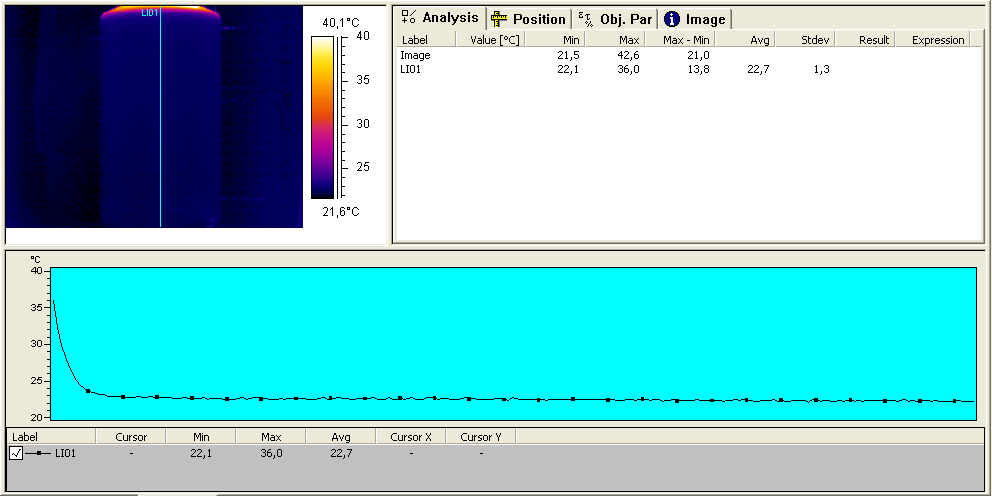 LI01
40,1°C
40
35
30
25
21,6°C
Analysis Position Obj. Par Image
Label Value [°C] Min Max Max - Min Avg Stdev Result Expression
Image 21,5 42,6 21,0
LI01 22,1 36,0 13,8 22,7 1,3
°C
40
35
30
25
20
Label Cursor Min Max Avg Cursor X Cursor Y
LI01 - 22,1 36,0 22,7 - -